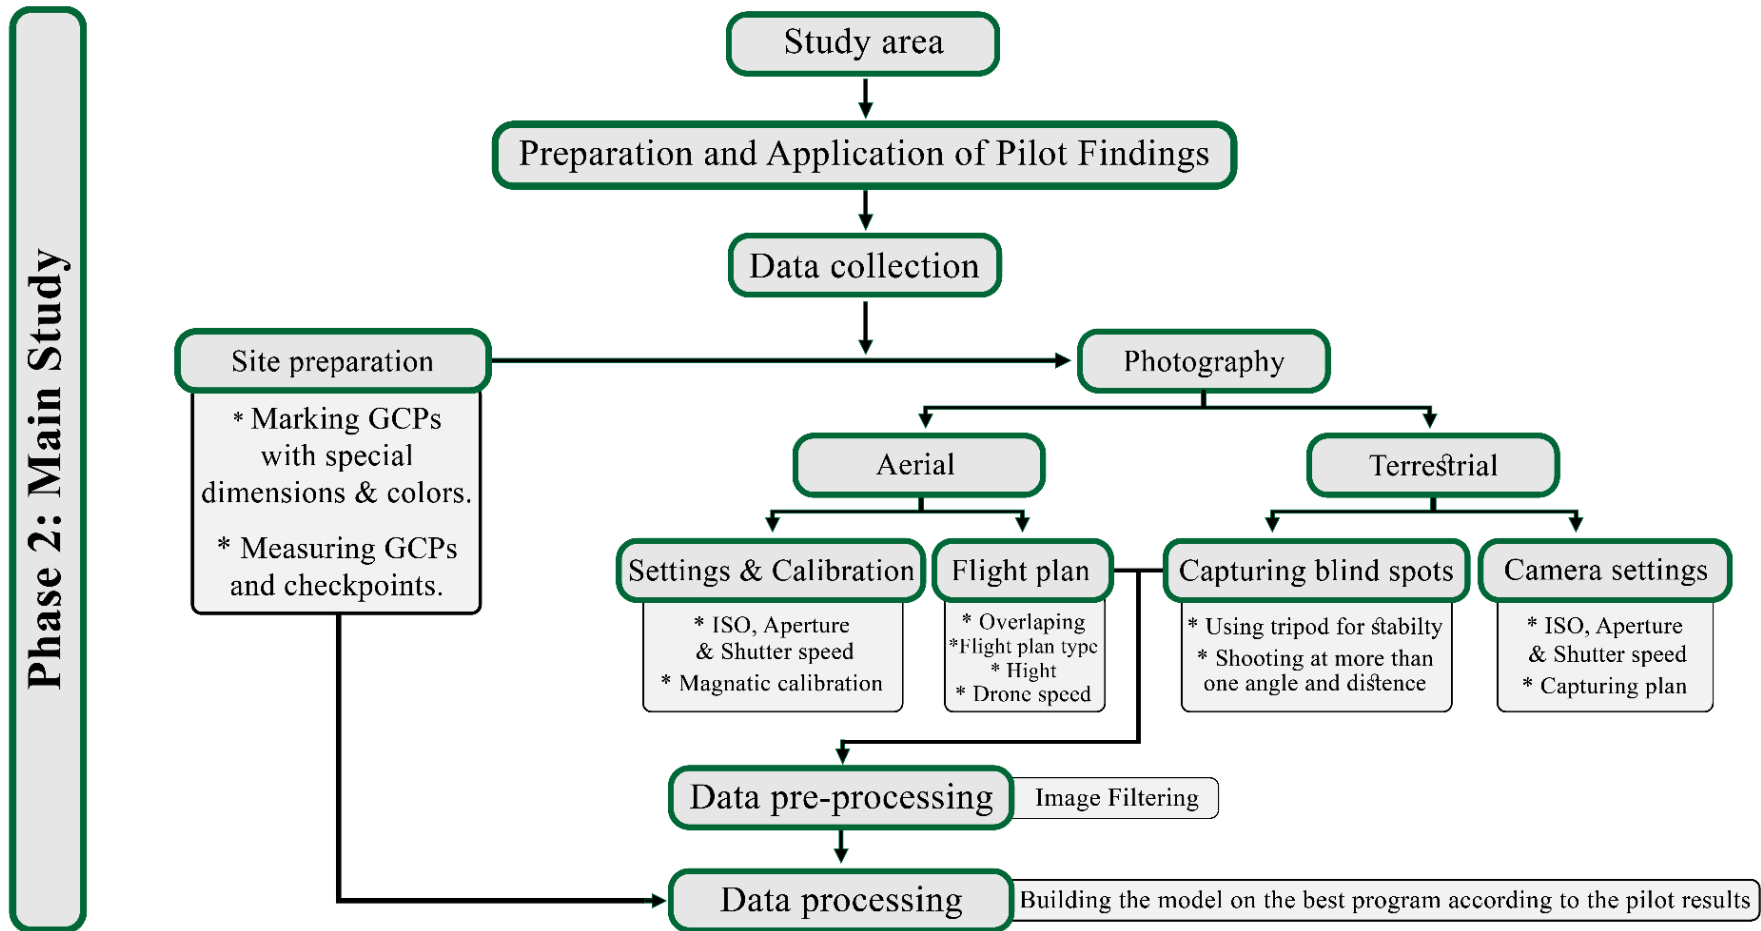 Phase 2: Main Study
Study area
Preparation and Application of Pilot Findings
Data collection
Site preparation
* Marking GCPs
with special
dimensions & colors.
* Measuring GCPs
and checkpoints.
Photography
Aerial
Terrestrial
Settings & Calibration
* ISO, Aperture
& Shutter speed
* Magnatic calibration
Flight plan
* Overlaping
*Flight plan type
* Hight
* Drone speed
Capturing blind spots
* Using tripod for stabilty
* Shooting at more than
one angle and distence
Camera settings
* ISO, Aperture
& Shutter speed
* Capturing plan
Data pre-processing
Image Filtering
Data processing
Building the model on the best program according to the pilot results